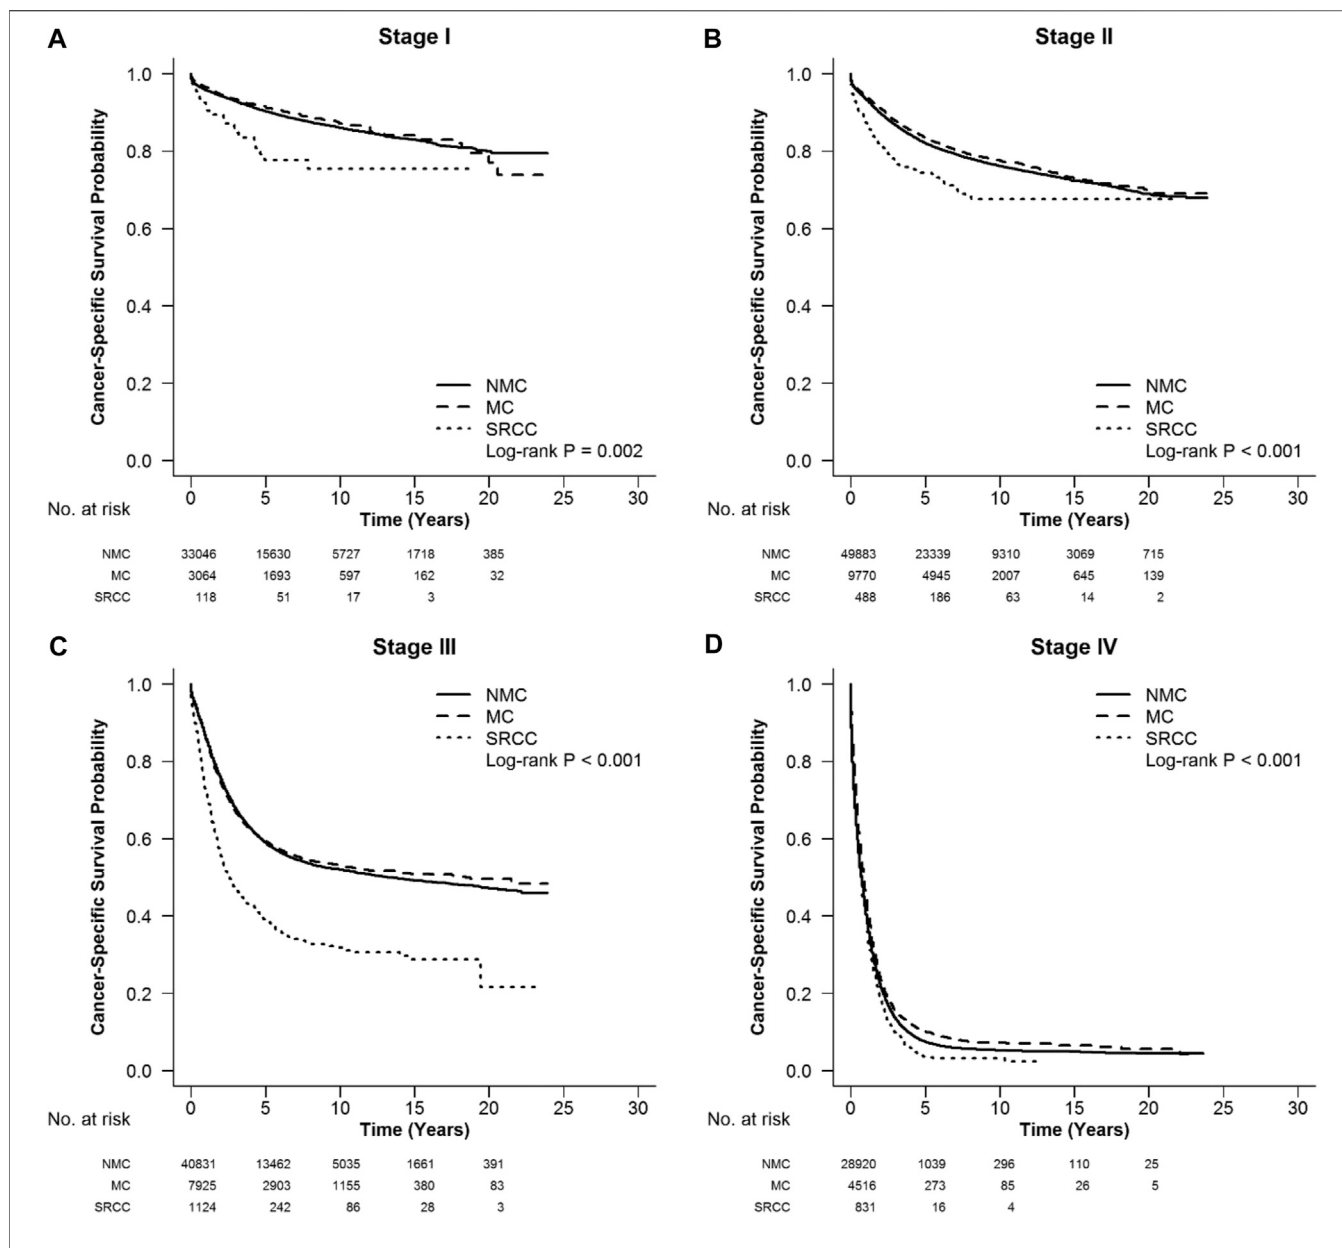 A
Stage I
Cancer-Specific Survival Probability
1.0
0.8
0.6
0.4
0.2
0.0
NMC
MC
SRCC
Log-rank P = 0.002
0 5 10 15 20 25 30
Time (Years)
No. at risk
NMC 33046 15630 5727 1718 385
MC 3064 1693 597 162 32
SRCC 118 51 17 3
B
Stage II
Cancer-Specific Survival Probability
1.0
0.8
0.6
0.4
0.2
0.0
NMC
MC
SRCC
Log-rank P < 0.001
0 5 10 15 20 25 30
Time (Years)
No. at risk
NMC 49883 23339 9310 3069 715
MC 9770 4945 2007 645 139
SRCC 488 186 63 14 2
C
Stage III
Cancer-Specific Survival Probability
1.0
0.8
0.6
0.4
0.2
0.0
NMC
MC
SRCC
Log-rank P < 0.001
0 5 10 15 20 25 30
Time (Years)
No. at risk
NMC 40831 13462 5035 1661 391
MC 7925 2903 1155 380 83
SRCC 1124 242 86 28 3
D
Stage IV
Cancer-Specific Survival Probability
1.0
0.8
0.6
0.4
0.2
0.0
NMC
MC
SRCC
Log-rank P < 0.001
0 5 10 15 20 25 30
Time (Years)
No. at risk
NMC 28920 1039 296 110 25
MC 4516 273 85 26 5
SRCC 831 16 4